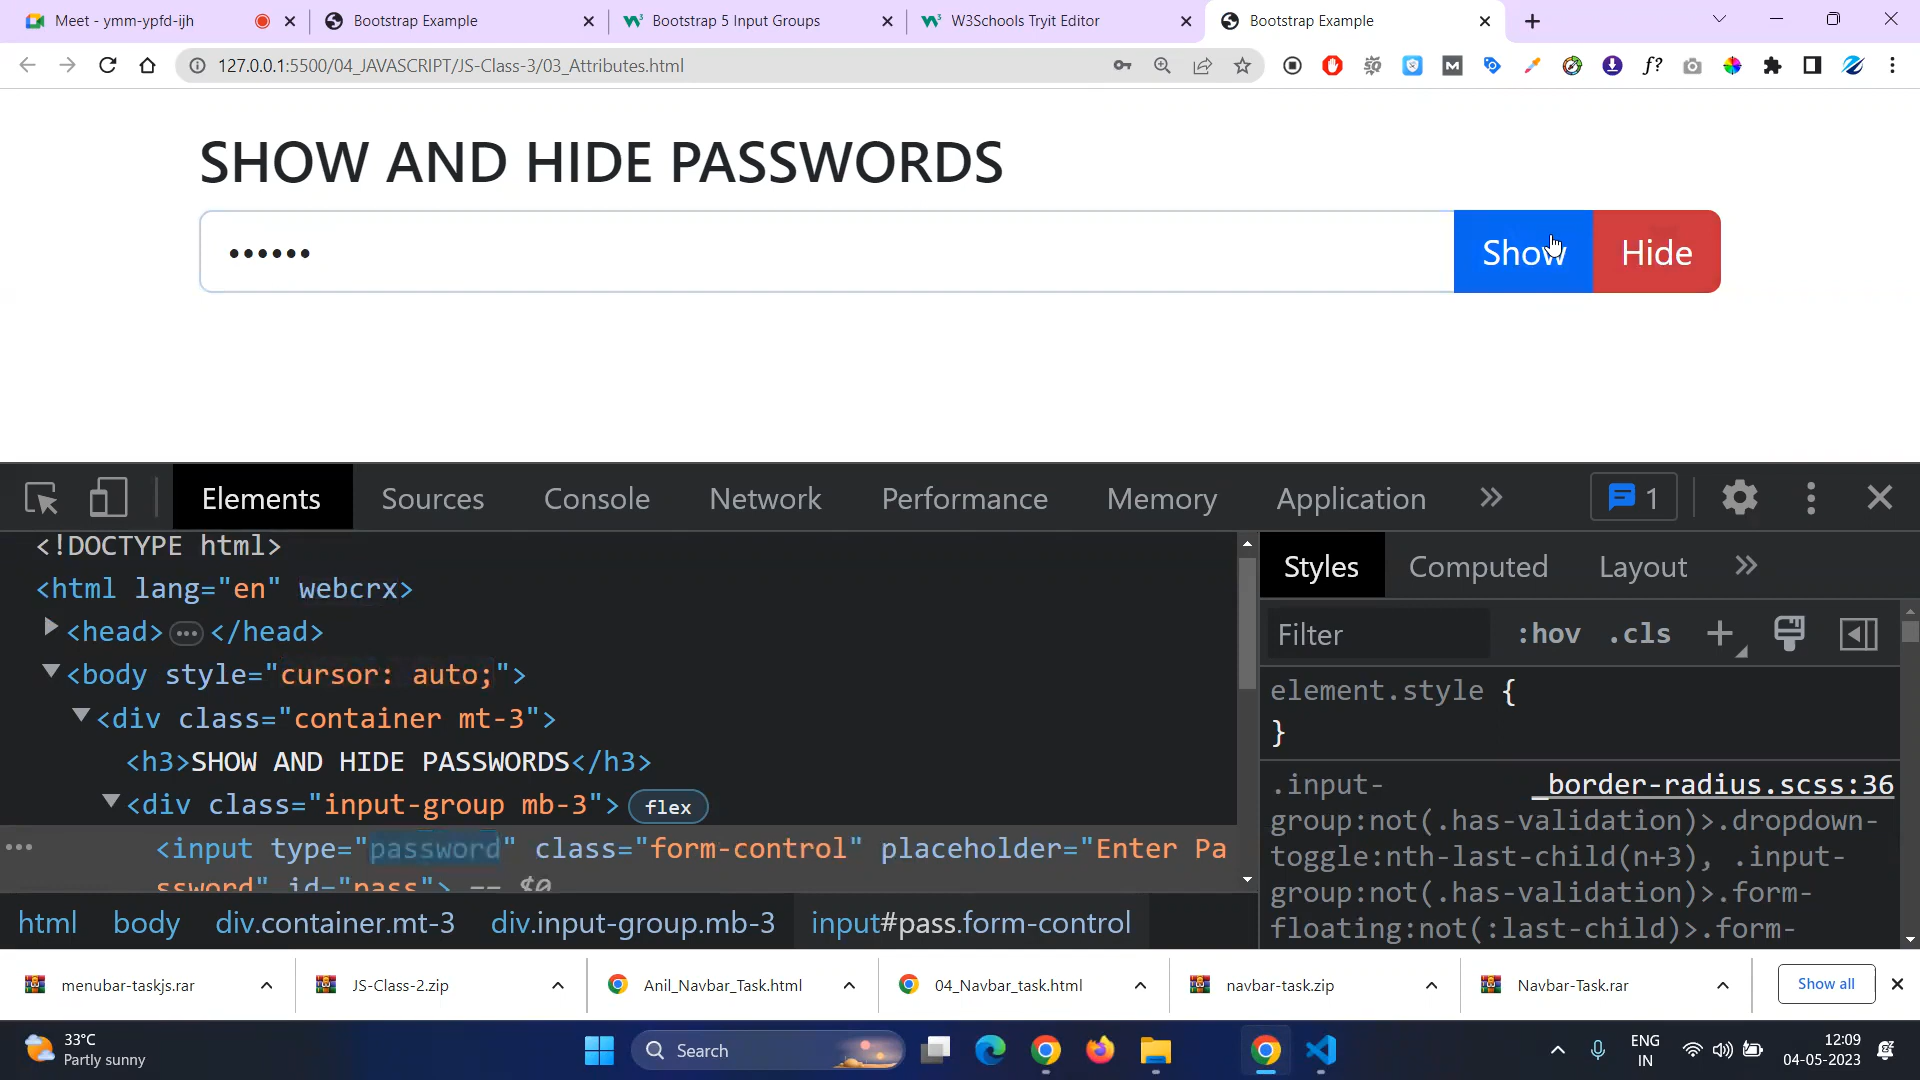 Meet - ymm-ypfd-ijh
Bootstrap Example
Bootstrap 5 Input Groups
W3Schools Tryit Editor
Bootstrap Example
127.0.0.1:5500/04_JAVASCRIPT/JS-Class-3/03_Attributes.html
SHOW AND HIDE PASSWORDS
••••••
Show
Hide
Elements
Sources
Console
Network
Performance
Memory
Application
1
<!DOCTYPE html>
<html lang="en" webcrx>
<head> ••• </head>
<body style="cursor: auto;">
<div class="container mt-3">
<h3>SHOW AND HIDE PASSWORDS</h3>
<div class="input-group mb-3"> flex
<input type="password" class="form-control" placeholder="Enter Pa
ssword" id="pass"> == $0
html
body
div.container.mt-3
div.input-group.mb-3
input#pass.form-control
Styles
Computed
Layout
Filter
:hov
.cls
element.style {
}
.input- _border-radius.scss:36
group:not(.has-validation)>.dropdown-
toggle:nth-last-child(n+3), .input-
group:not(.has-validation)>.form-
floating:not(:last-child)>.form-
menubar-taskjs.rar
JS-Class-2.zip
Anil_Navbar_Task.html
04_Navbar_task.html
navbar-task.zip
Navbar-Task.rar
Show all
33°C
Partly sunny
Search
ENG
IN
12:09
04-05-2023